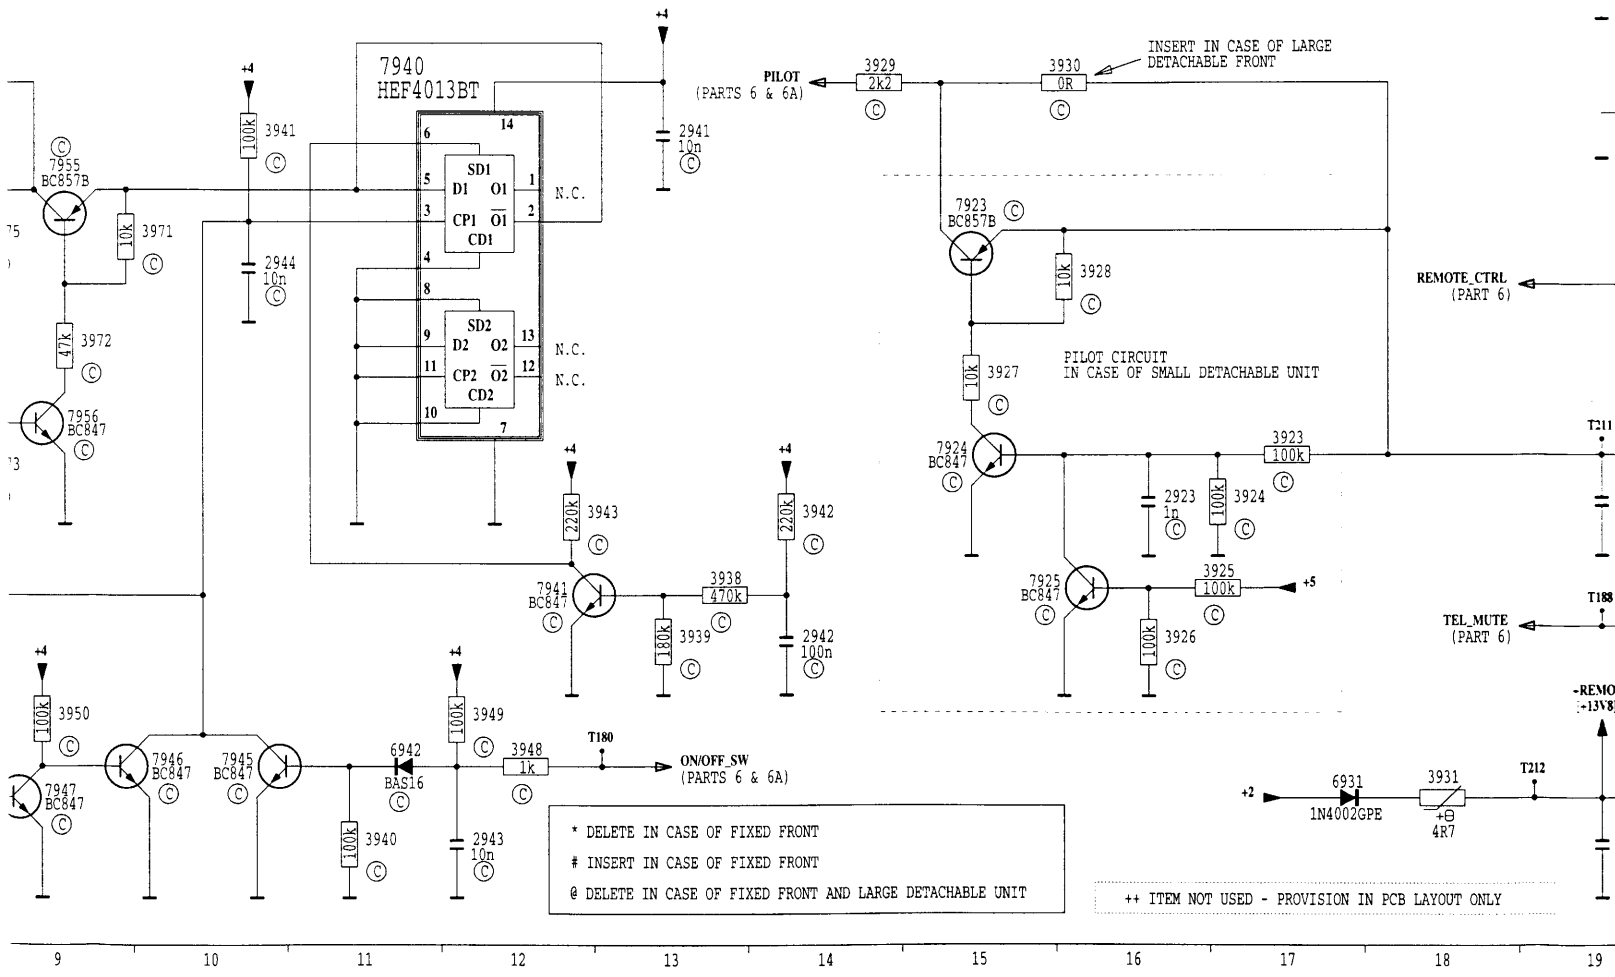 +4
7940
HEF4013BT
+4
3941
100k
C
C
7955
BC857B
10k
3971
C
2944
10n
C
47k
3972
C
7956
BC847
C
14
6
SD1
5
D1
O1
1
N.C.
3
CP1
O1
2
CD1
4
8
SD2
9
D2
O2
13
N.C.
11
CP2
O2
12
N.C.
CD2
10
7
2941
10n
C
PILOT
(PARTS 6 & 6A)
3929
2k2
C
3930
0R
C
INSERT IN CASE OF LARGE
DETACHABLE FRONT
7923
BC857B
C
10k
3928
C
10k
3927
C
PILOT CIRCUIT
IN CASE OF SMALL DETACHABLE UNIT
7924
BC847
C
3923
100k
C
2923
1n
C
100k
3924
C
7925
BC847
C
3925
100k
C
+5
100k
3926
C
REMOTE_CTRL
(PART 6)
T211
TEL_MUTE
(PART 6)
T188
+4
220k
3943
C
+4
220k
3942
C
7941
BC847
C
3938
470k
C
180k
3939
C
2942
100n
C
+4
100k
3950
C
7946
BC847
C
7945
BC847
C
7947
BC847
C
+4
100k
3949
C
6942
BAS16
C
3948
1k
C
T180
ON/OFF_SW
(PARTS 6 & 6A)
100k
3940
C
2943
10n
C
* DELETE IN CASE OF FIXED FRONT
# INSERT IN CASE OF FIXED FRONT
@ DELETE IN CASE OF FIXED FRONT AND LARGE DETACHABLE UNIT
+2
6931
1N4002GPE
3931
4R7
T212
++ ITEM NOT USED - PROVISION IN PCB LAYOUT ONLY
9
10
11
12
13
14
15
16
17
18
19